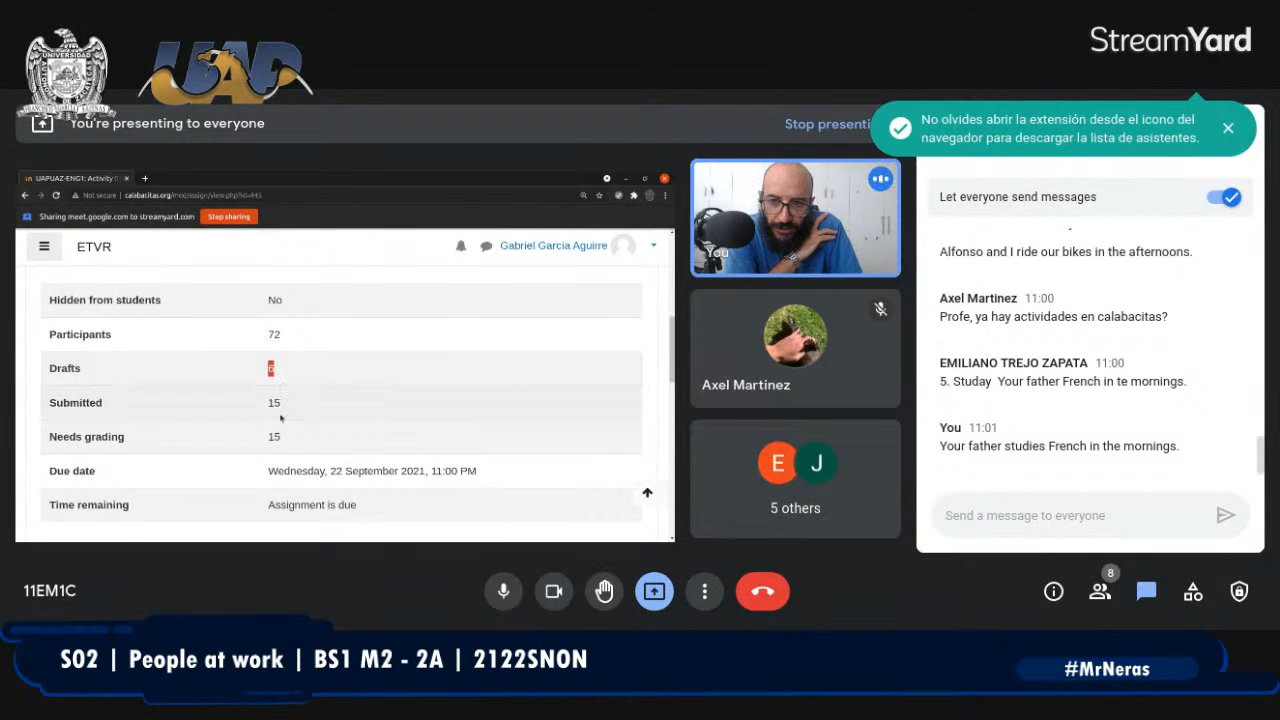 UNIVERSIDAD
UAP
StreamYard
You're presenting to everyone
Stop presenti
No olvides abrir la extensión desde el icono del
navegador para descargar la lista de asistentes.
UAPUAZ-ENG1: Activity
Not secure | calabacitas.org/mod/assign/view.php?id=445
Sharing meet.google.com to streamyard.com
Stop sharing
ETVR
Gabriel Garcia Aguirre
Hidden from students No
Participants 72
Drafts 6
Submitted 15
Needs grading 15
Due date Wednesday, 22 September 2021, 11:00 PM
Time remaining Assignment is due
You
Axel Martinez
E J
5 others
Let everyone send messages
Alfonso and I ride our bikes in the afternoons.
Axel Martinez 11:00
Profe, ya hay actividades en calabacitas?
EMILIANO TREJO ZAPATA 11:00
5. Studay Your father French in te mornings.
You 11:01
Your father studies French in the mornings.
Send a message to everyone
11EM1C
8
S02 | People at work | BS1 M2 - 2A | 2122SNON
#MrNeras